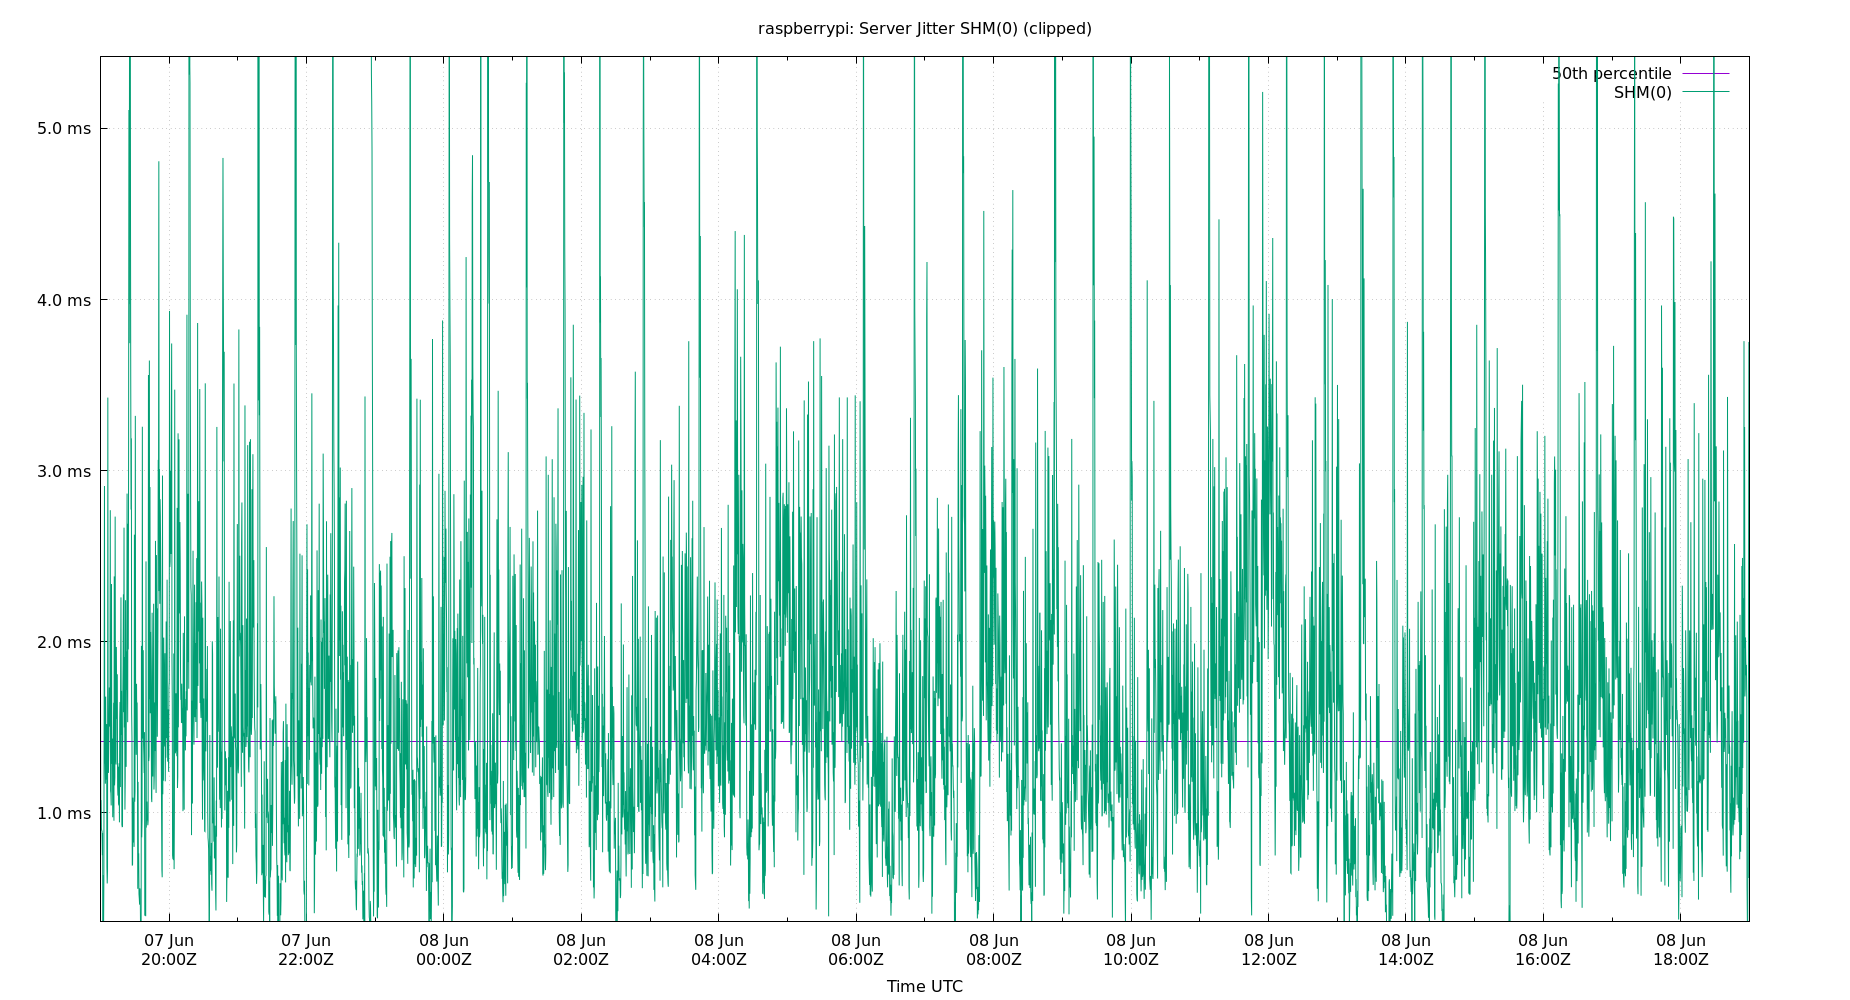 raspberrypi: Server Jitter SHM(0) (clipped)
50th percentile
SHM(0)
5.0 ms
4.0 ms
3.0 ms
2.0 ms
1.0 ms
07 Jun 07 Jun 08 Jun 08 Jun 08 Jun 08 Jun 08 Jun 08 Jun 08 Jun 08 Jun 08 Jun 08 Jun
20:00Z 22:00Z 00:00Z 02:00Z 04:00Z 06:00Z 08:00Z 10:00Z 12:00Z 14:00Z 16:00Z 18:00Z
Time UTC